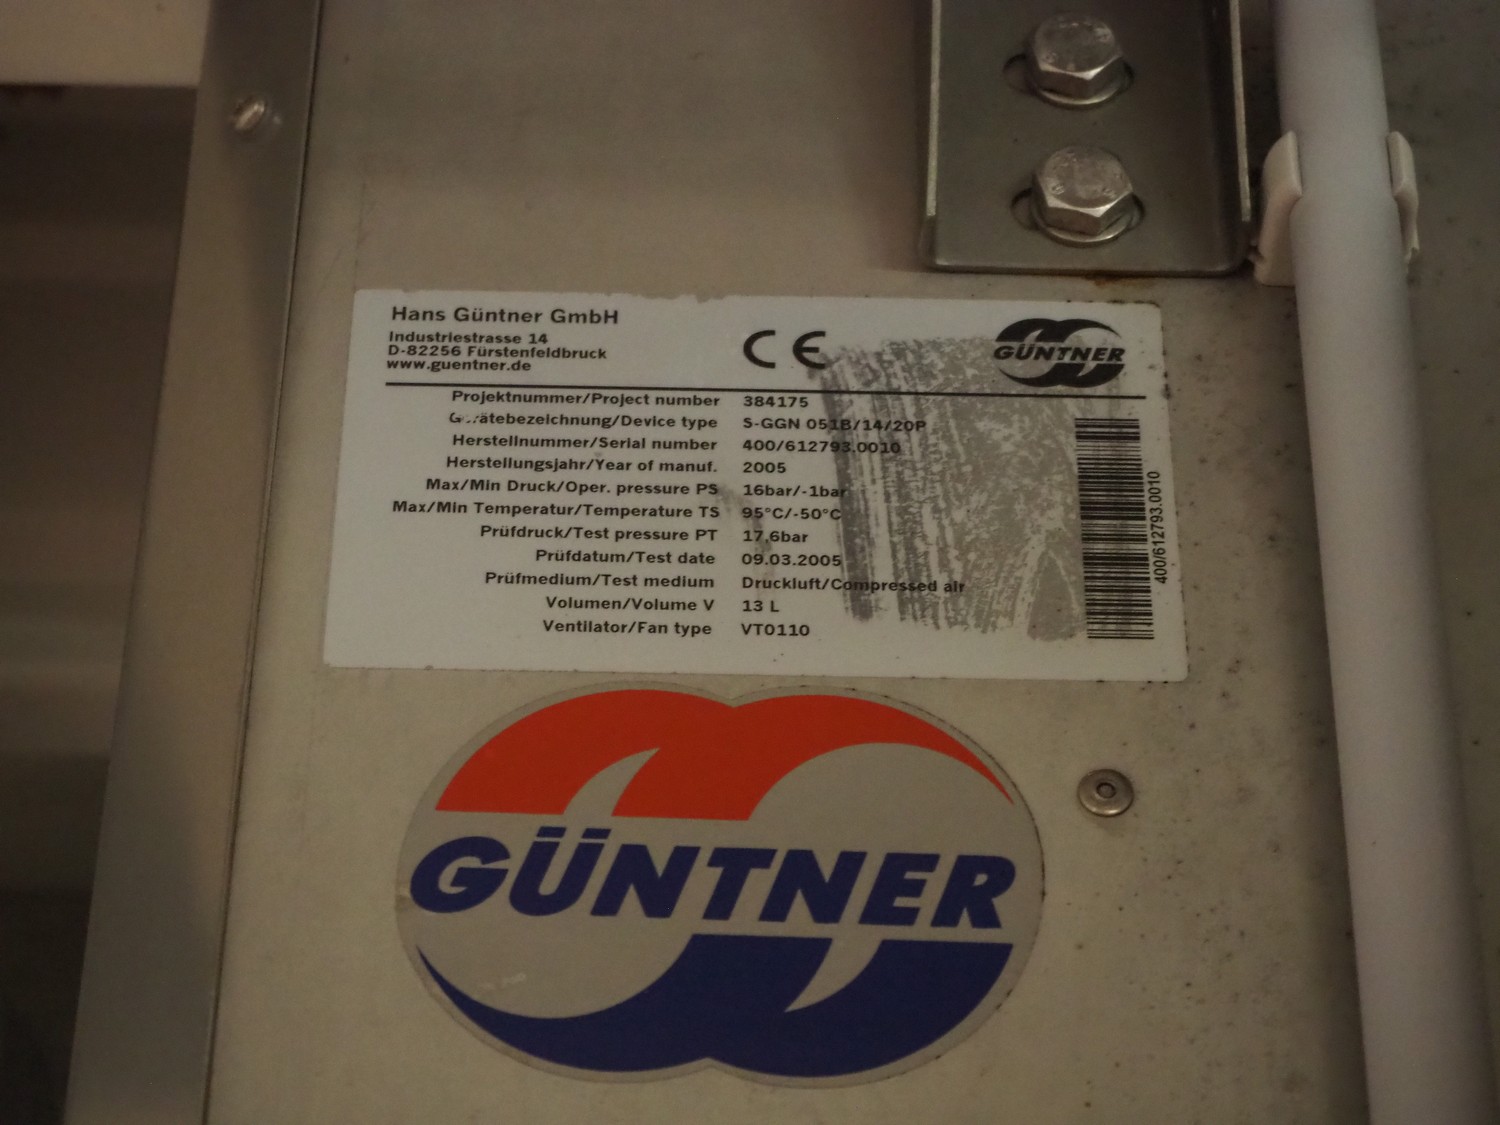 Hans Güntner GmbH
Industriestrasse 14
D-82256 Fürstenfeldbruck
www.guentner.de
CE
GÜNTNER
Projektnummer/Project number 384175
Gerätebezeichnung/Device type S-GGN 051B/14/20P
Herstellnummer/Serial number 400/612793.0010
Herstellungsjahr/Year of manuf. 2005
Max/Min Druck/Oper. pressure PS 16bar/-1bar
Max/Min Temperatur/Temperature TS 95°C/-50°C
Prüfdruck/Test pressure PT 17,6bar
Prüfdatum/Test date 09.03.2005
Prüfmedium/Test medium Druckluft/Compressed air
Volumen/Volume V 13 L
Ventilator/Fan type VT0110
400/612793.0010
GÜNTNER